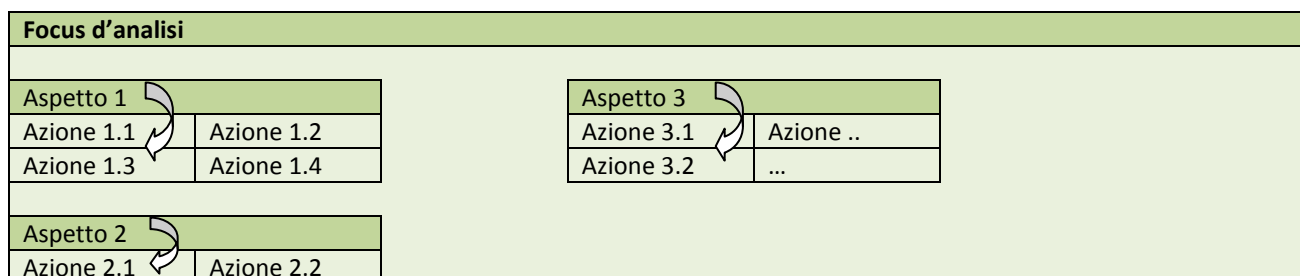 Focus d'analisi
Aspetto 1
Azione 1.1 Azione 1.2
Azione 1.3 Azione 1.4
Aspetto 2
Azione 2.1 Azione 2.2
Aspetto 3
Azione 3.1 Azione ..
Azione 3.2 …